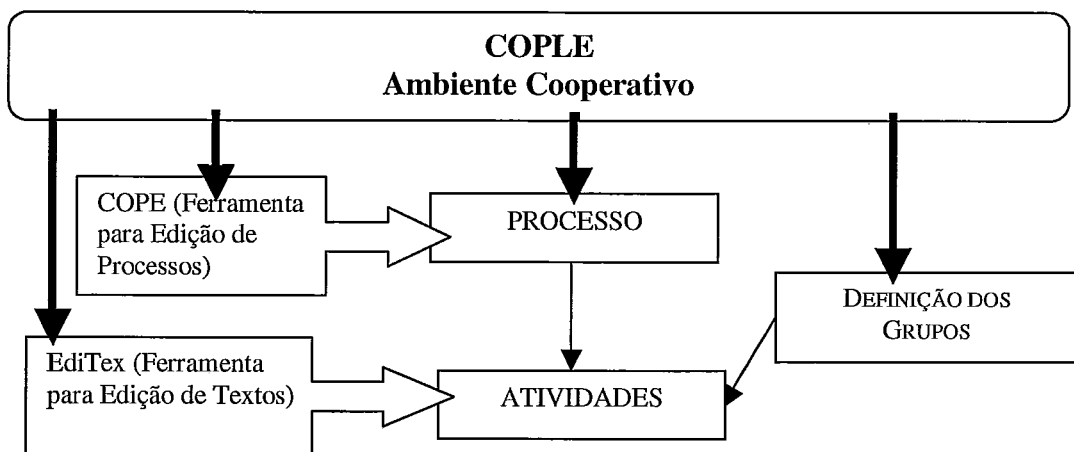 COPLE
Ambiente Cooperativo
COPE (Ferramenta
para Edição de
Processos)
PROCESSO
DEFINIÇÃO DOS
GRUPOS
EdiTex (Ferramenta
para Edição de Textos)
ATIVIDADES